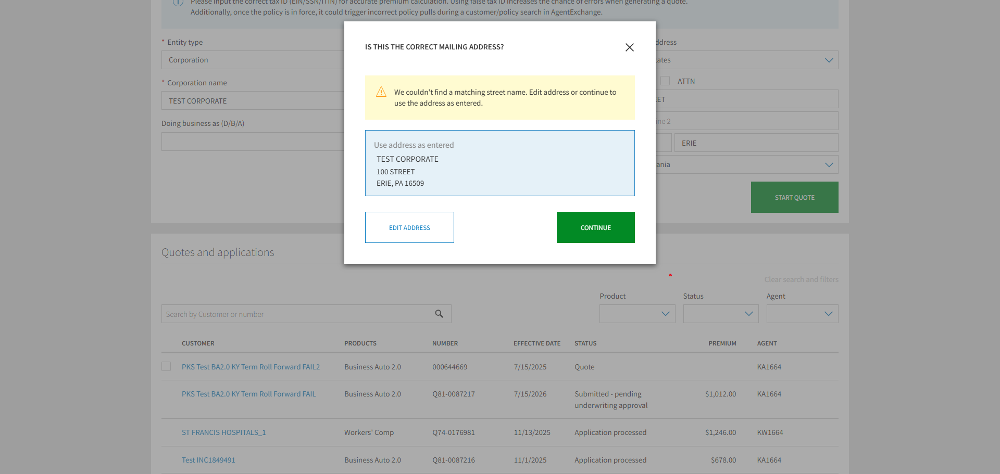 Please input the correct tax ID (EIN/SSN/ITIN) for accurate premium calculation. Using false tax ID increases the chance of errors when generating a quote.
Additionally, once the policy is in force, it could trigger incorrect policy pulls during a customer/policy search in AgentExchange.
IS THIS THE CORRECT MAILING ADDRESS?
We couldn't find a matching street name. Edit address or continue to
use the address as entered.
Use address as entered
TEST CORPORATE
100 STREET
ERIE, PA 16509
EDIT ADDRESS
CONTINUE
* Entity type
Corporation
* Corporation name
TEST CORPORATE
Doing business as (D/B/A)
ATTN
ERIE
START QUOTE
Quotes and applications
Clear search and filters
Product Status Agent
Search by Customer or number
CUSTOMER PRODUCTS NUMBER EFFECTIVE DATE STATUS PREMIUM AGENT
PKS Test BA2.0 KY Term Roll Forward FAIL2 Business Auto 2.0 000644669 7/15/2025 Quote KA1664
PKS Test BA2.0 KY Term Roll Forward FAIL Business Auto 2.0 Q81-0087217 7/15/2026 Submitted - pending $1,012.00 KA1664
underwriting approval
ST FRANCIS HOSPITALS_1 Workers' Comp Q74-0176981 11/13/2025 Application processed $1,246.00 KW1664
Test INC1849491 Business Auto 2.0 Q81-0087216 11/1/2025 Application processed $678.00 KA1664